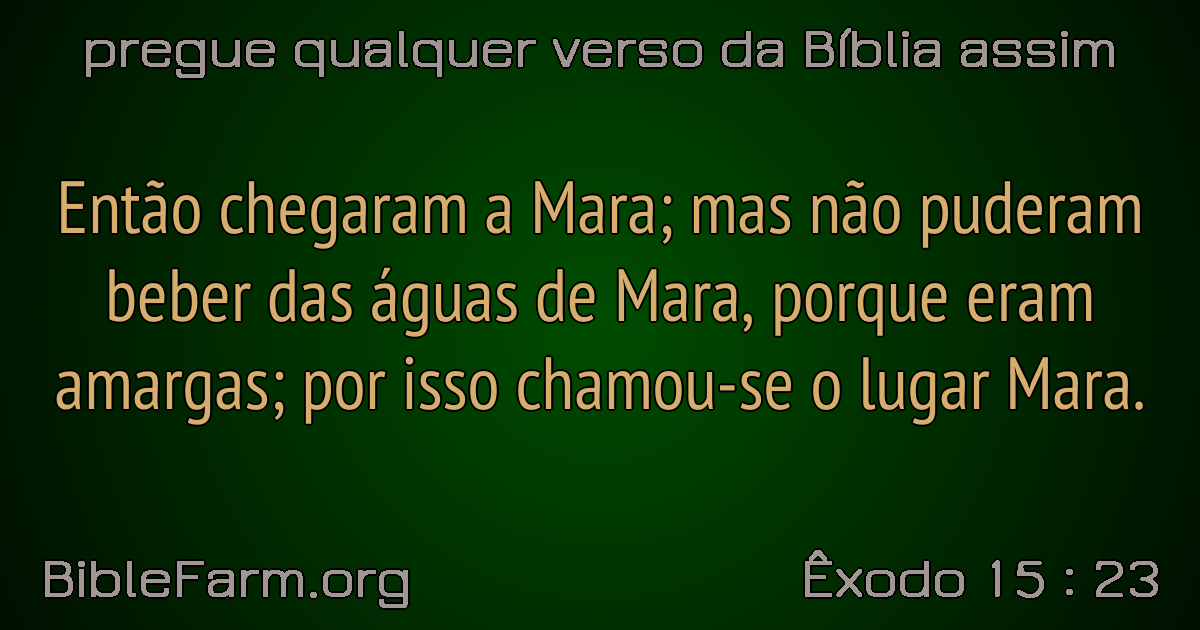 pregue qualquer verso da Bíblia assim
Então chegaram a Mara; mas não puderam
beber das águas de Mara, porque eram
amargas; por isso chamou-se o lugar Mara.
BibleFarm.org
Êxodo 15 : 23